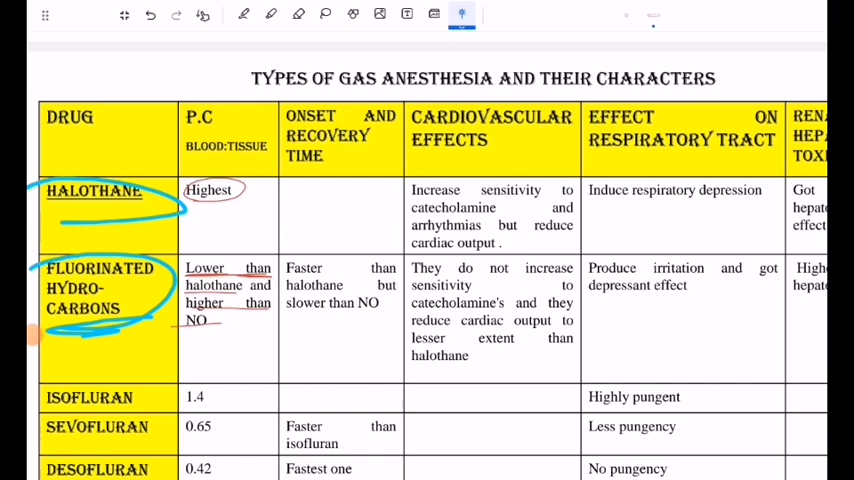 TYPES OF GAS ANESTHESIA AND THEIR CHARACTERS
DRUG
P.C
BLOOD:TISSUE
ONSET AND
RECOVERY
TIME
CARDIOVASCULAR
EFFECTS
EFFECT ON
RESPIRATORY TRACT
HALOTHANE
Highest
Increase sensitivity to
catecholamine and
arrhythmias but reduce
cardiac output .
Induce respiratory depression
Got
effect
FLUORINATED
HYDRO-
CARBONS
Lower than
halothane and
higher than
NO
Faster than
halothane but
slower than NO
They do not increase
sensitivity to
catecholamine's and they
reduce cardiac output to
lesser extent than
halothane
Produce irritation and got
depressant effect
ISOFLURAN
1.4
Highly pungent
SEVOFLURAN
0.65
Faster than
isofluran
Less pungency
DESOFLURAN
0.42
Fastest one
No pungency